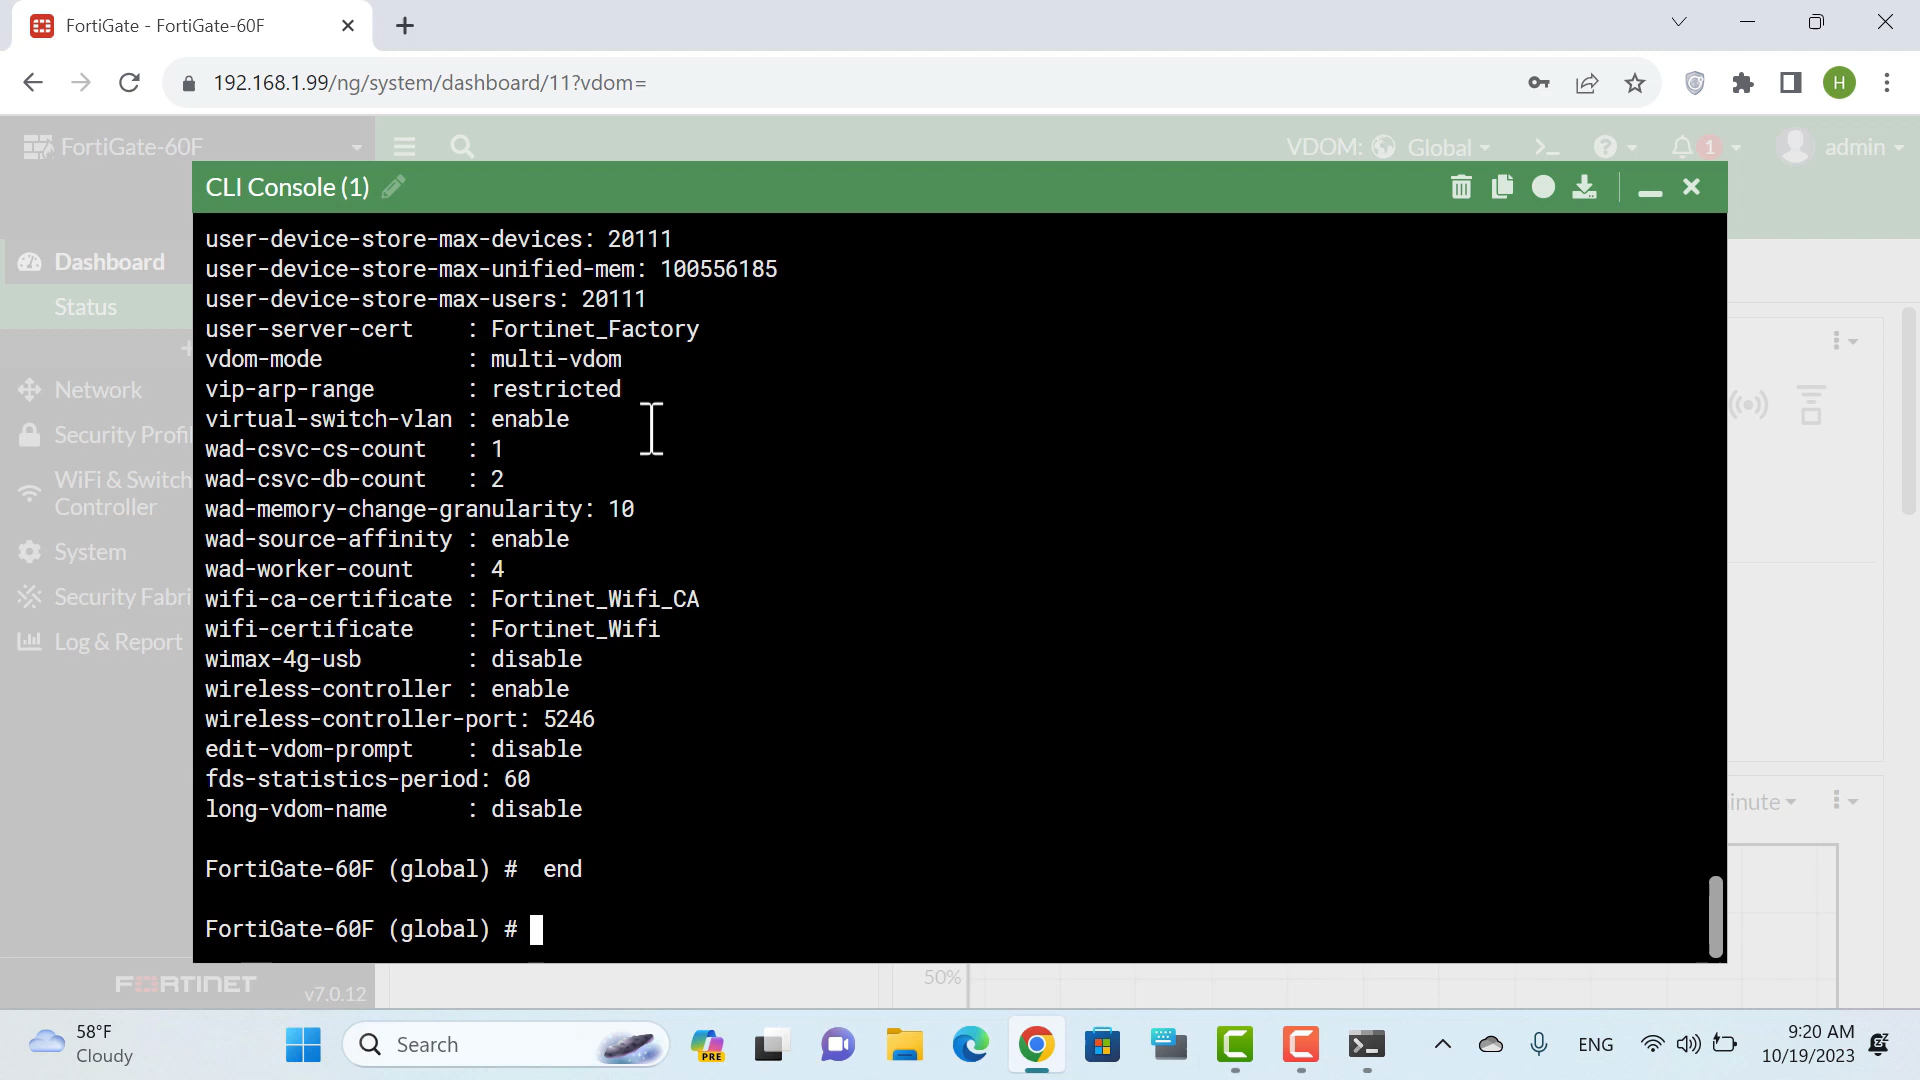 FortiGate - FortiGate-60F
192.168.1.99/ng/system/dashboard/11?vdom=
H
FortiGate-60F
VDOM: Global
1
admin
CLI Console (1)
Dashboard
Status
Network
Security Profil
WiFi & Switch
Controller
System
Security Fabri
Log & Report
user-device-store-max-devices: 20111
user-device-store-max-unified-mem: 100556185
user-device-store-max-users: 20111
user-server-cert : Fortinet_Factory
vdom-mode : multi-vdom
vip-arp-range : restricted
virtual-switch-vlan : enable
wad-csvc-cs-count : 1
wad-csvc-db-count : 2
wad-memory-change-granularity: 10
wad-source-affinity : enable
wad-worker-count : 4
wifi-ca-certificate : Fortinet_Wifi_CA
wifi-certificate : Fortinet_Wifi
wimax-4g-usb : disable
wireless-controller : enable
wireless-controller-port: 5246
edit-vdom-prompt : disable
fds-statistics-period: 60
long-vdom-name : disable
FortiGate-60F (global) # end
FortiGate-60F (global) #
inute
50%
FORTINET
v7.0.12
58°F
Cloudy
Search
PRE
ENG
9:20 AM
10/19/2023